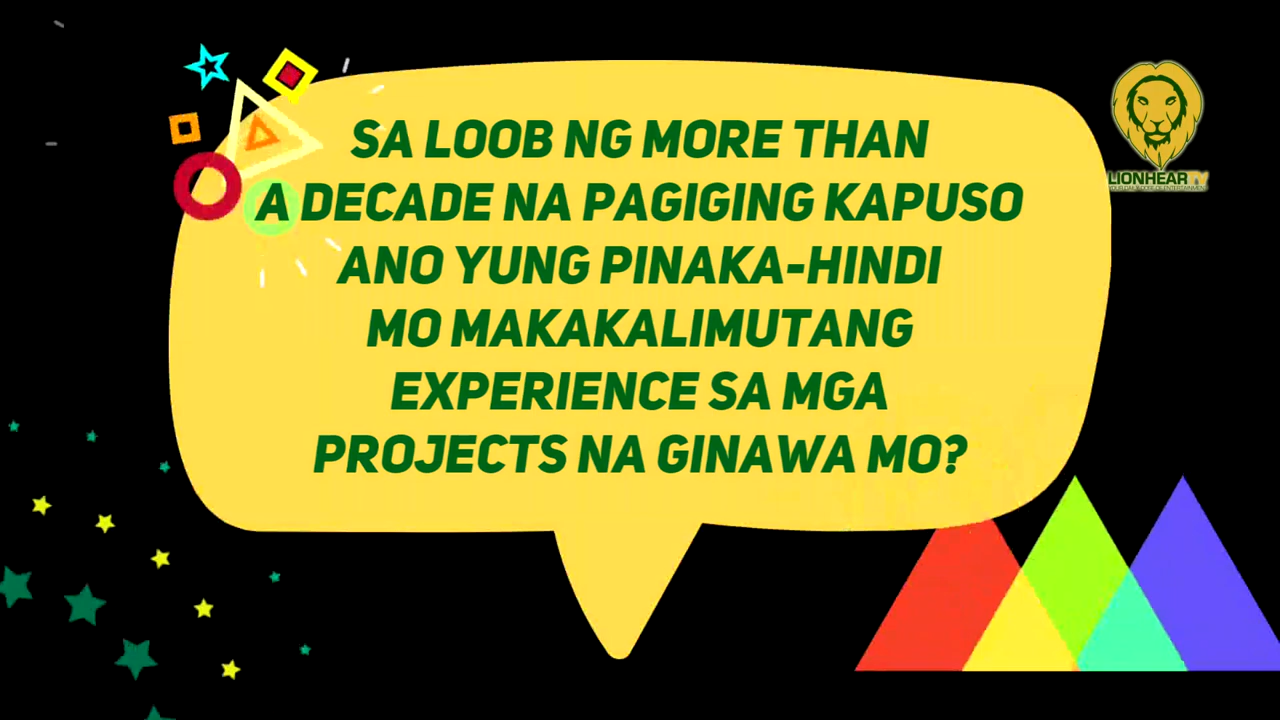 SA LOOB NG MORE THAN
A DECADE NA PAGIGING KAPUSO
ANO YUNG PINAKA-HINDI
MO MAKAKALIMUTANG
EXPERIENCE SA MGA
PROJECTS NA GINAWA MO?
LIONHEARTV